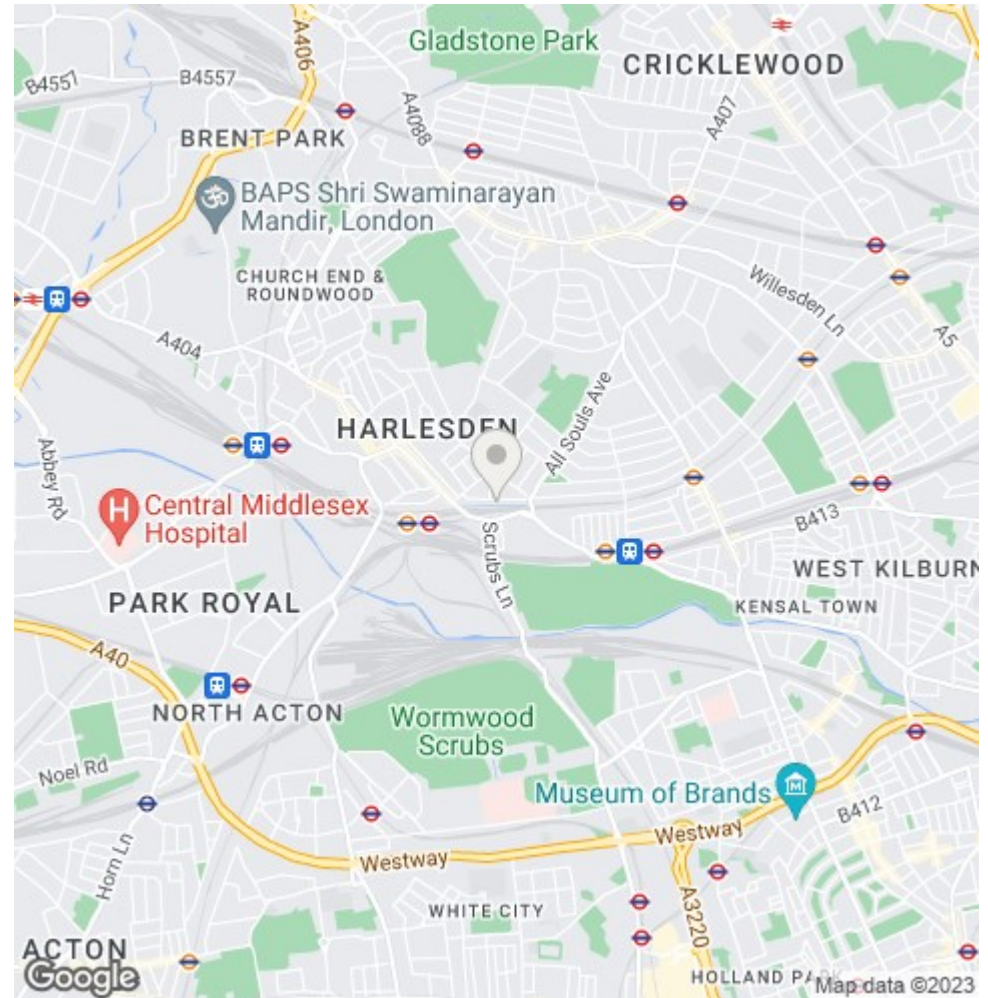 Gladstone Park
CRICKLEWOOD
A406
B4557
B4557
A4088
A407
BRENT PARK
BAPS Shri Swaminarayan
Mandir, London
CHURCH END &
ROUNDWOOD
Willesden Ln
A5
A404
All Souls Ave
HARLESDEN
Abbey Rd
Central Middlesex
Hospital
H
Scrubs Ln
B413
WEST KILBURN
PARK ROYAL
KENSAL TOWN
A40
NORTH ACTON
Wormwood
Scrubs
Noel Rd
Museum of Brands
M
B412
Horn Ln
Westway
Westway
A3220
WHITE CITY
ACTON
Google
HOLLAND PA
Map data ©2023